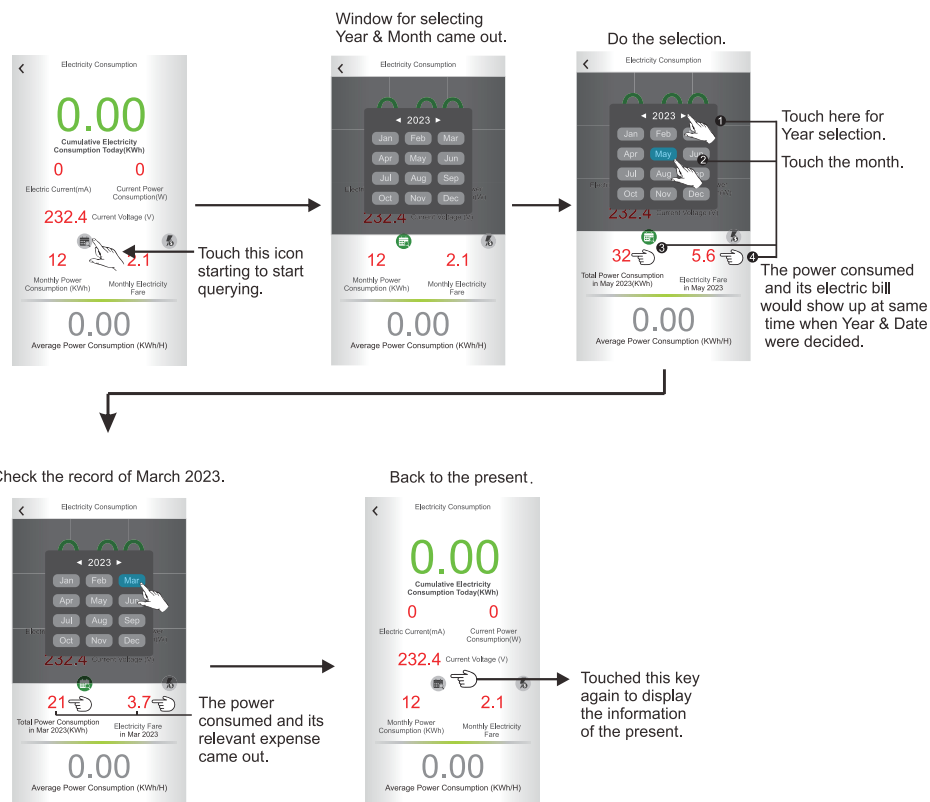 Window for selecting
Year & Month came out.
Do the selection.
Electricity Consumption
0.00
Cumulative Electricity
Consumption Today(KWh)
0 0
Electric Current(mA) Current Power
Consumption(W)
232.4 Current Voltage (V)
12 2.1
Monthly Power
Consumption (KWh) Monthly Electricity
Fare
0.00
Average Power Consumption (KWh/H)
Touch this icon
starting to start
querying.
Electricity Consumption
2023
Jan Feb Mar
Apr May Jun
Jul Aug Sep
Oct Nov Dec
232.4 Current Voltage (V)
12 2.1
Monthly Power
Consumption (KWh) Monthly Electricity
Fare
0.00
Average Power Consumption (KWh/H)
Electricity Consumption
2023
1
Jan Feb
Apr May Jun
2
Jul Aug Sep
Oct Nov Dec
232.4 Current Voltage (V)
3
32 5.6
4
Total Power Consumption
in May 2023(KWh) Electricity Fare
in May 2023
0.00
Average Power Consumption (KWh/H)
Touch here for
Year selection.
Touch the month.
The power consumed
and its electric bill
would show up at same
time when Year & Date
were decided.
Check the record of March 2023.
Electricity Consumption
2023
Jan Feb Mar
Apr May Jun
Jul Aug Sep
Oct Nov Dec
232.4 Current Voltage (V)
21 3.7
Total Power Consumption
in Mar 2023(KWh) Electricity Fare
in Mar 2023
0.00
Average Power Consumption (KWh/H)
The power
consumed and its
relevant expense
came out.
Back to the present.
Electricity Consumption
0.00
Cumulative Electricity
Consumption Today(KWh)
0 0
Electric Current(mA) Current Power
Consumption(W)
232.4 Current Voltage (V)
12 2.1
Monthly Power
Consumption (KWh) Monthly Electricity
Fare
0.00
Average Power Consumption (KWh/H)
Touched this key
again to display
the information
of the present.